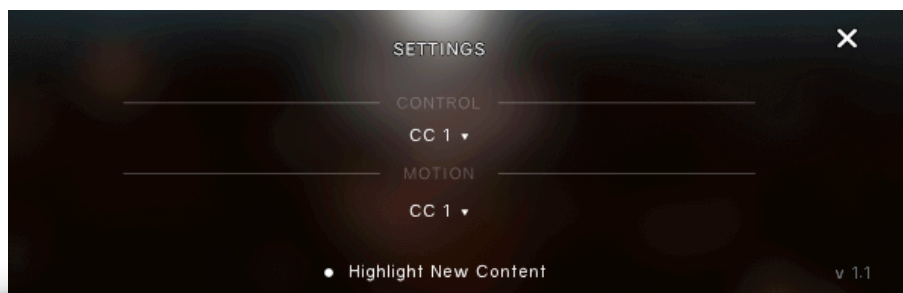 SETTINGS
CONTROL
CC 1
MOTION
CC 1
Highlight New Content
v 1.1